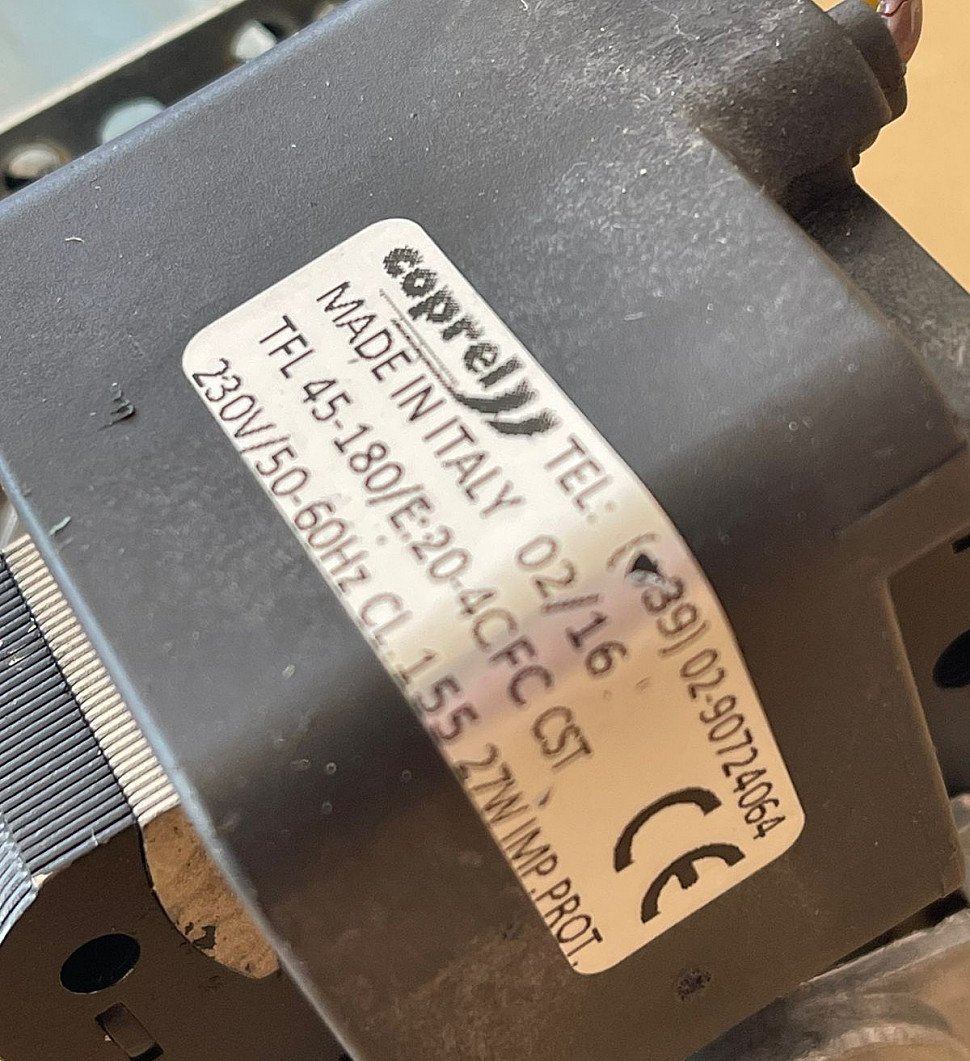 coprel TEL: (+39) 02-90724064
MADE IN ITALY 02/16
TFL 45-180/E:20-4CFC CST
230V/50-60Hz CL. 155 27W IMP.PROT.
CE